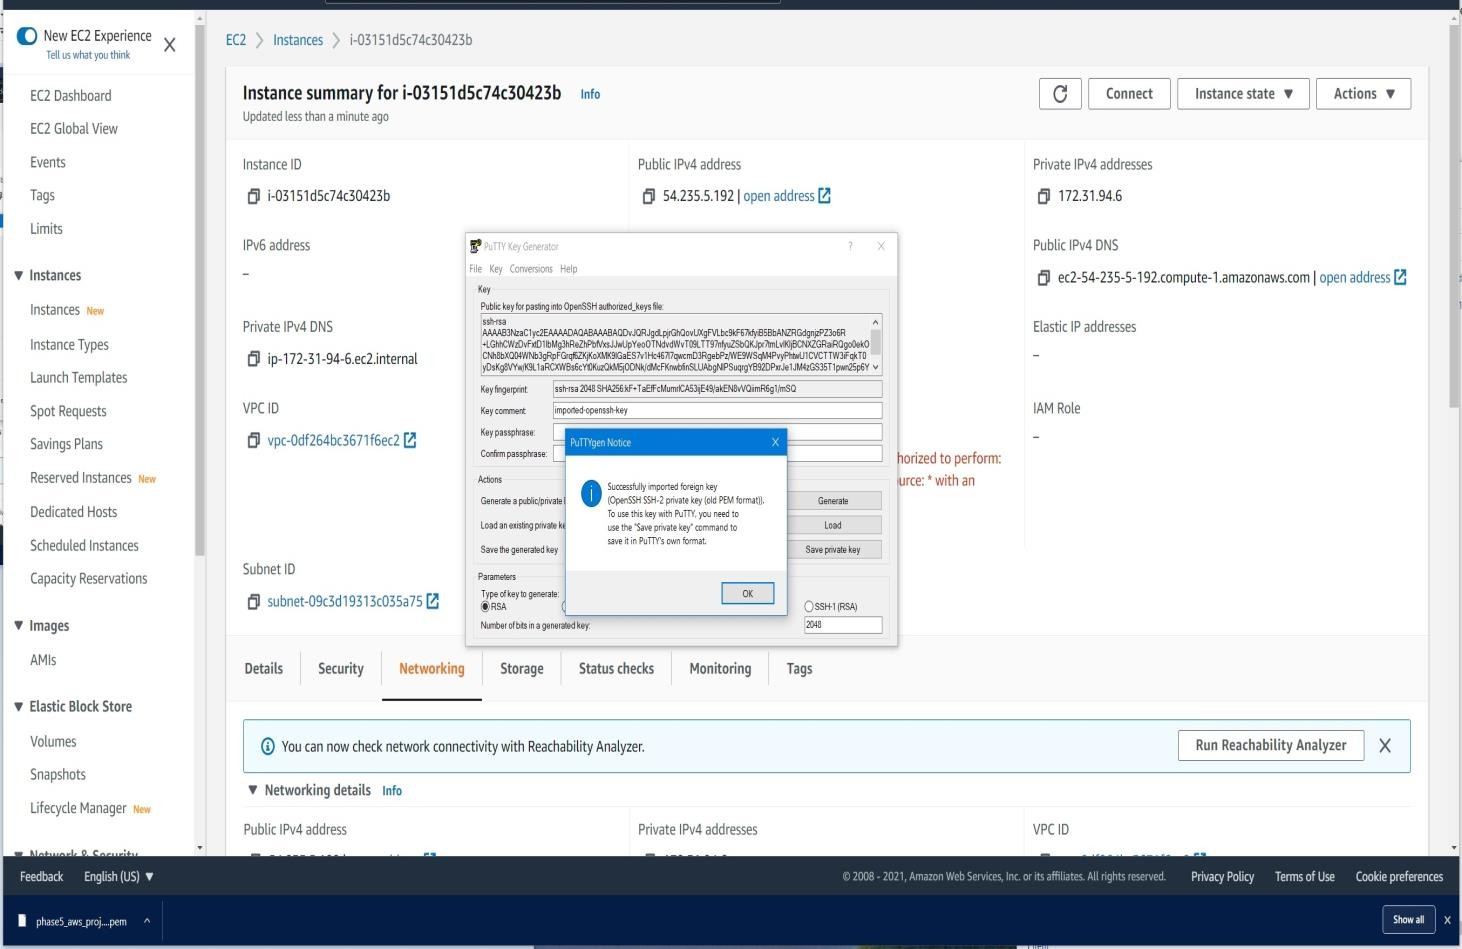 New EC2 Experience
Tell us what you think
X
EC2 Dashboard
EC2 Global View
Events
Tags
Limits
Instances
Instances New
Instance Types
Launch Templates
Spot Requests
Savings Plans
Reserved Instances New
Dedicated Hosts
Scheduled Instances
Capacity Reservations
Images
AMIs
Elastic Block Store
Volumes
Snapshots
Lifecycle Manager New
Network & Security
EC2 > Instances > i-03151d5c74c30423b
Instance summary for i-03151d5c74c30423b Info
Updated less than a minute ago
Connect
Instance state
Actions
Instance ID
i-03151d5c74c30423b
Public IPv4 address
54.235.5.192 | open address
Private IPv4 addresses
172.31.94.6
IPv6 address
–
Public IPv4 DNS
ec2-54-235-5-192.compute-1.amazonaws.com | open address
Private IPv4 DNS
ip-172-31-94-6.ec2.internal
Elastic IP addresses
–
VPC ID
vpc-0df264bc3671f6ec2
IAM Role
–
horized to perform:
urce: * with an
Subnet ID
subnet-09c3d19313c035a75
PuTTY Key Generator
? X
File Key Conversions Help
Key
Public key for pasting into OpenSSH authorized_keys file:
ssh-rsa
Key fingerprint:
ssh-rsa 2048
Key comment:
imported-openssh-key
Key passphrase:
Confirm passphrase:
Actions
Generate a public/private
Generate
Load an existing private ke
Load
Save the generated key
Save private key
Parameters
Type of key to generate:
RSA
SSH-1 (RSA)
Number of bits in a generated key:
2048
PuTTYgen Notice
X
Successfully imported foreign key
(OpenSSH SSH-2 private key (old PEM format)).
To use this key with PuTTY, you need to
use the "Save private key" command to
save it in PuTTY's own format.
OK
Details
Security
Networking
Storage
Status checks
Monitoring
Tags
You can now check network connectivity with Reachability Analyzer.
Run Reachability Analyzer
X
Networking details Info
Public IPv4 address
Private IPv4 addresses
VPC ID
Feedback
English (US)
© 2008 - 2021, Amazon Web Services, Inc. or its affiliates. All rights reserved.
Privacy Policy
Terms of Use
Cookie preferences
phase5_aws_proj....pem
Show all
X